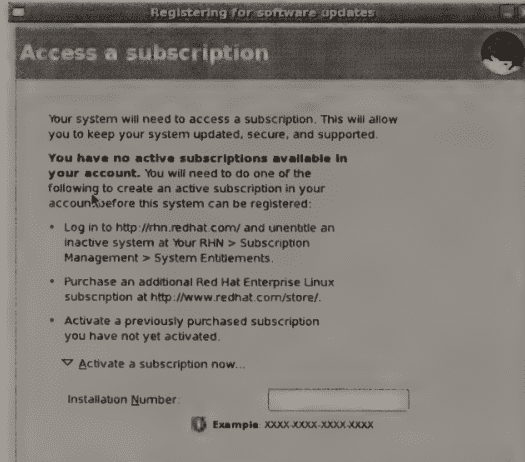 Registering for software updates
Access a subscription
Your system will need to access a subscription. This will allow
you to keep your system updated, secure, and supported.
You have no active subscriptions available in
your account. You will need to do one of the
following to create an active subscription in your
account before this system can be registered:
• Log in to http://rhn.redhat.com/ and unentitle an
inactive system at Your RHN > Subscription
Management > System Entitlements.
• Purchase an additional Red Hat Enterprise Linux
subscription at http://www.redhat.com/store/.
• Activate a previously purchased subscription
you have not yet activated.
Activate a subscription now...
Installation Number:
Example: XXXX-XXXX-XXXX-XXXX